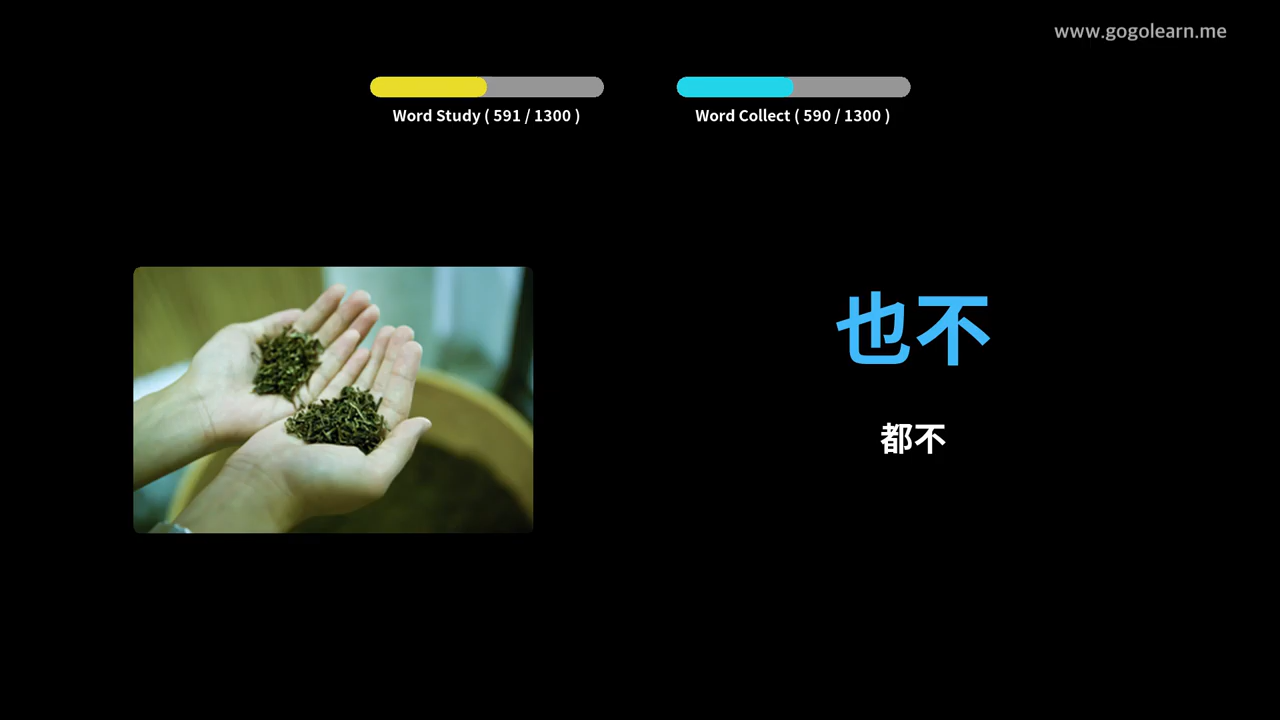 www.gogolearn.me
Word Study ( 591 / 1300 )
Word Collect ( 590 / 1300 )
也不
都不